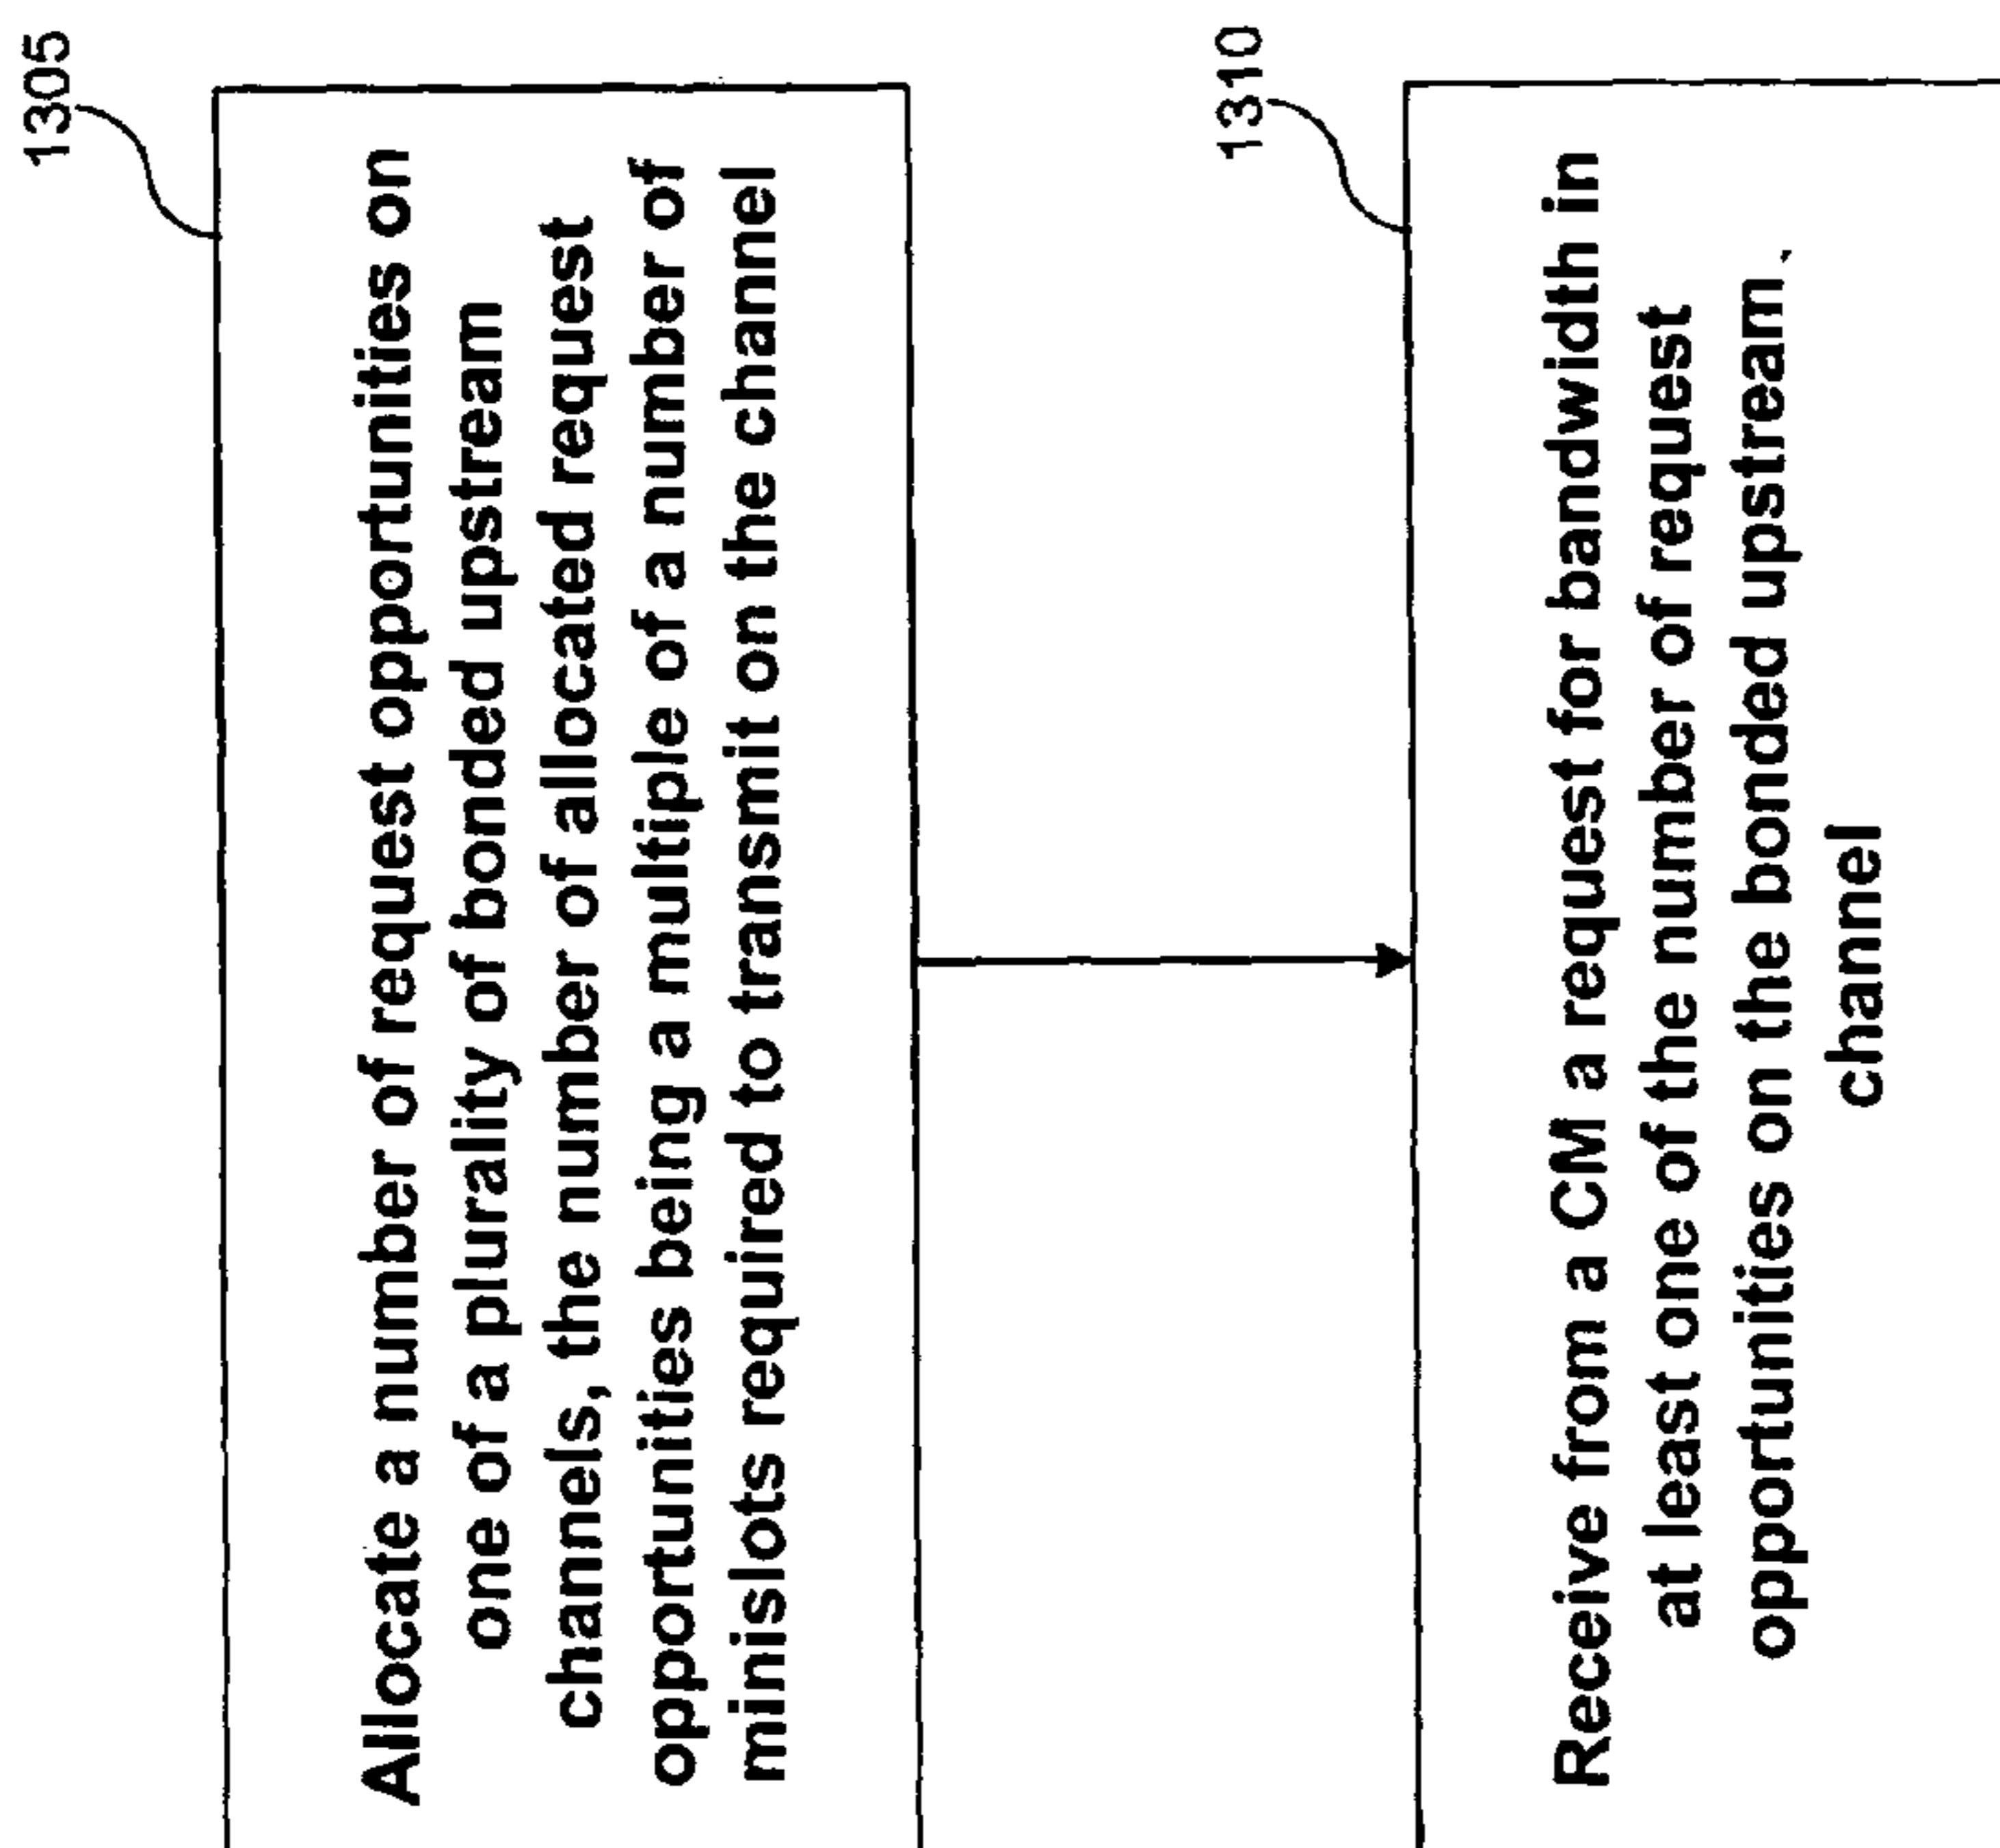 1305
Allocate a number of request opportunities on
one of a plurality of bonded upstream
channels, the number of allocated request
opportunities being a multiple of a number of
minislots required to transmit on the channel
1310
Receive from a CM a request for bandwidth in
at least one of the number of request
opportunities on the bonded upstream
channel